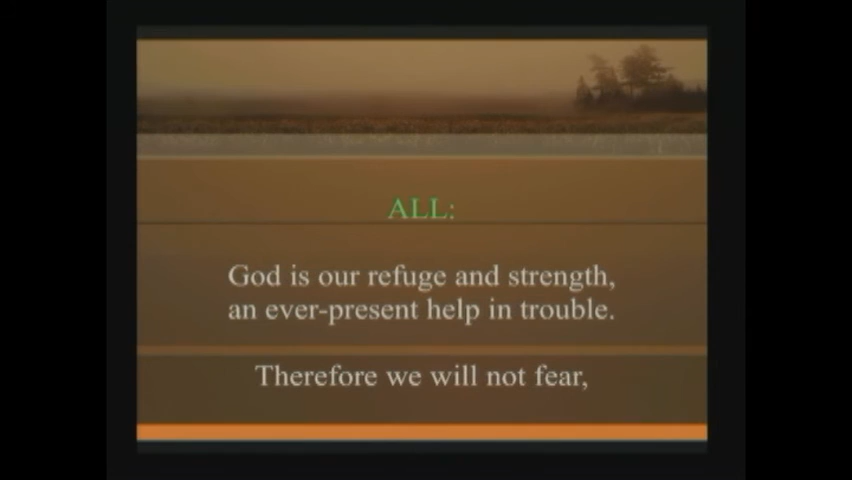 ALL:
God is our refuge and strength,
an ever-present help in trouble.
Therefore we will not fear,